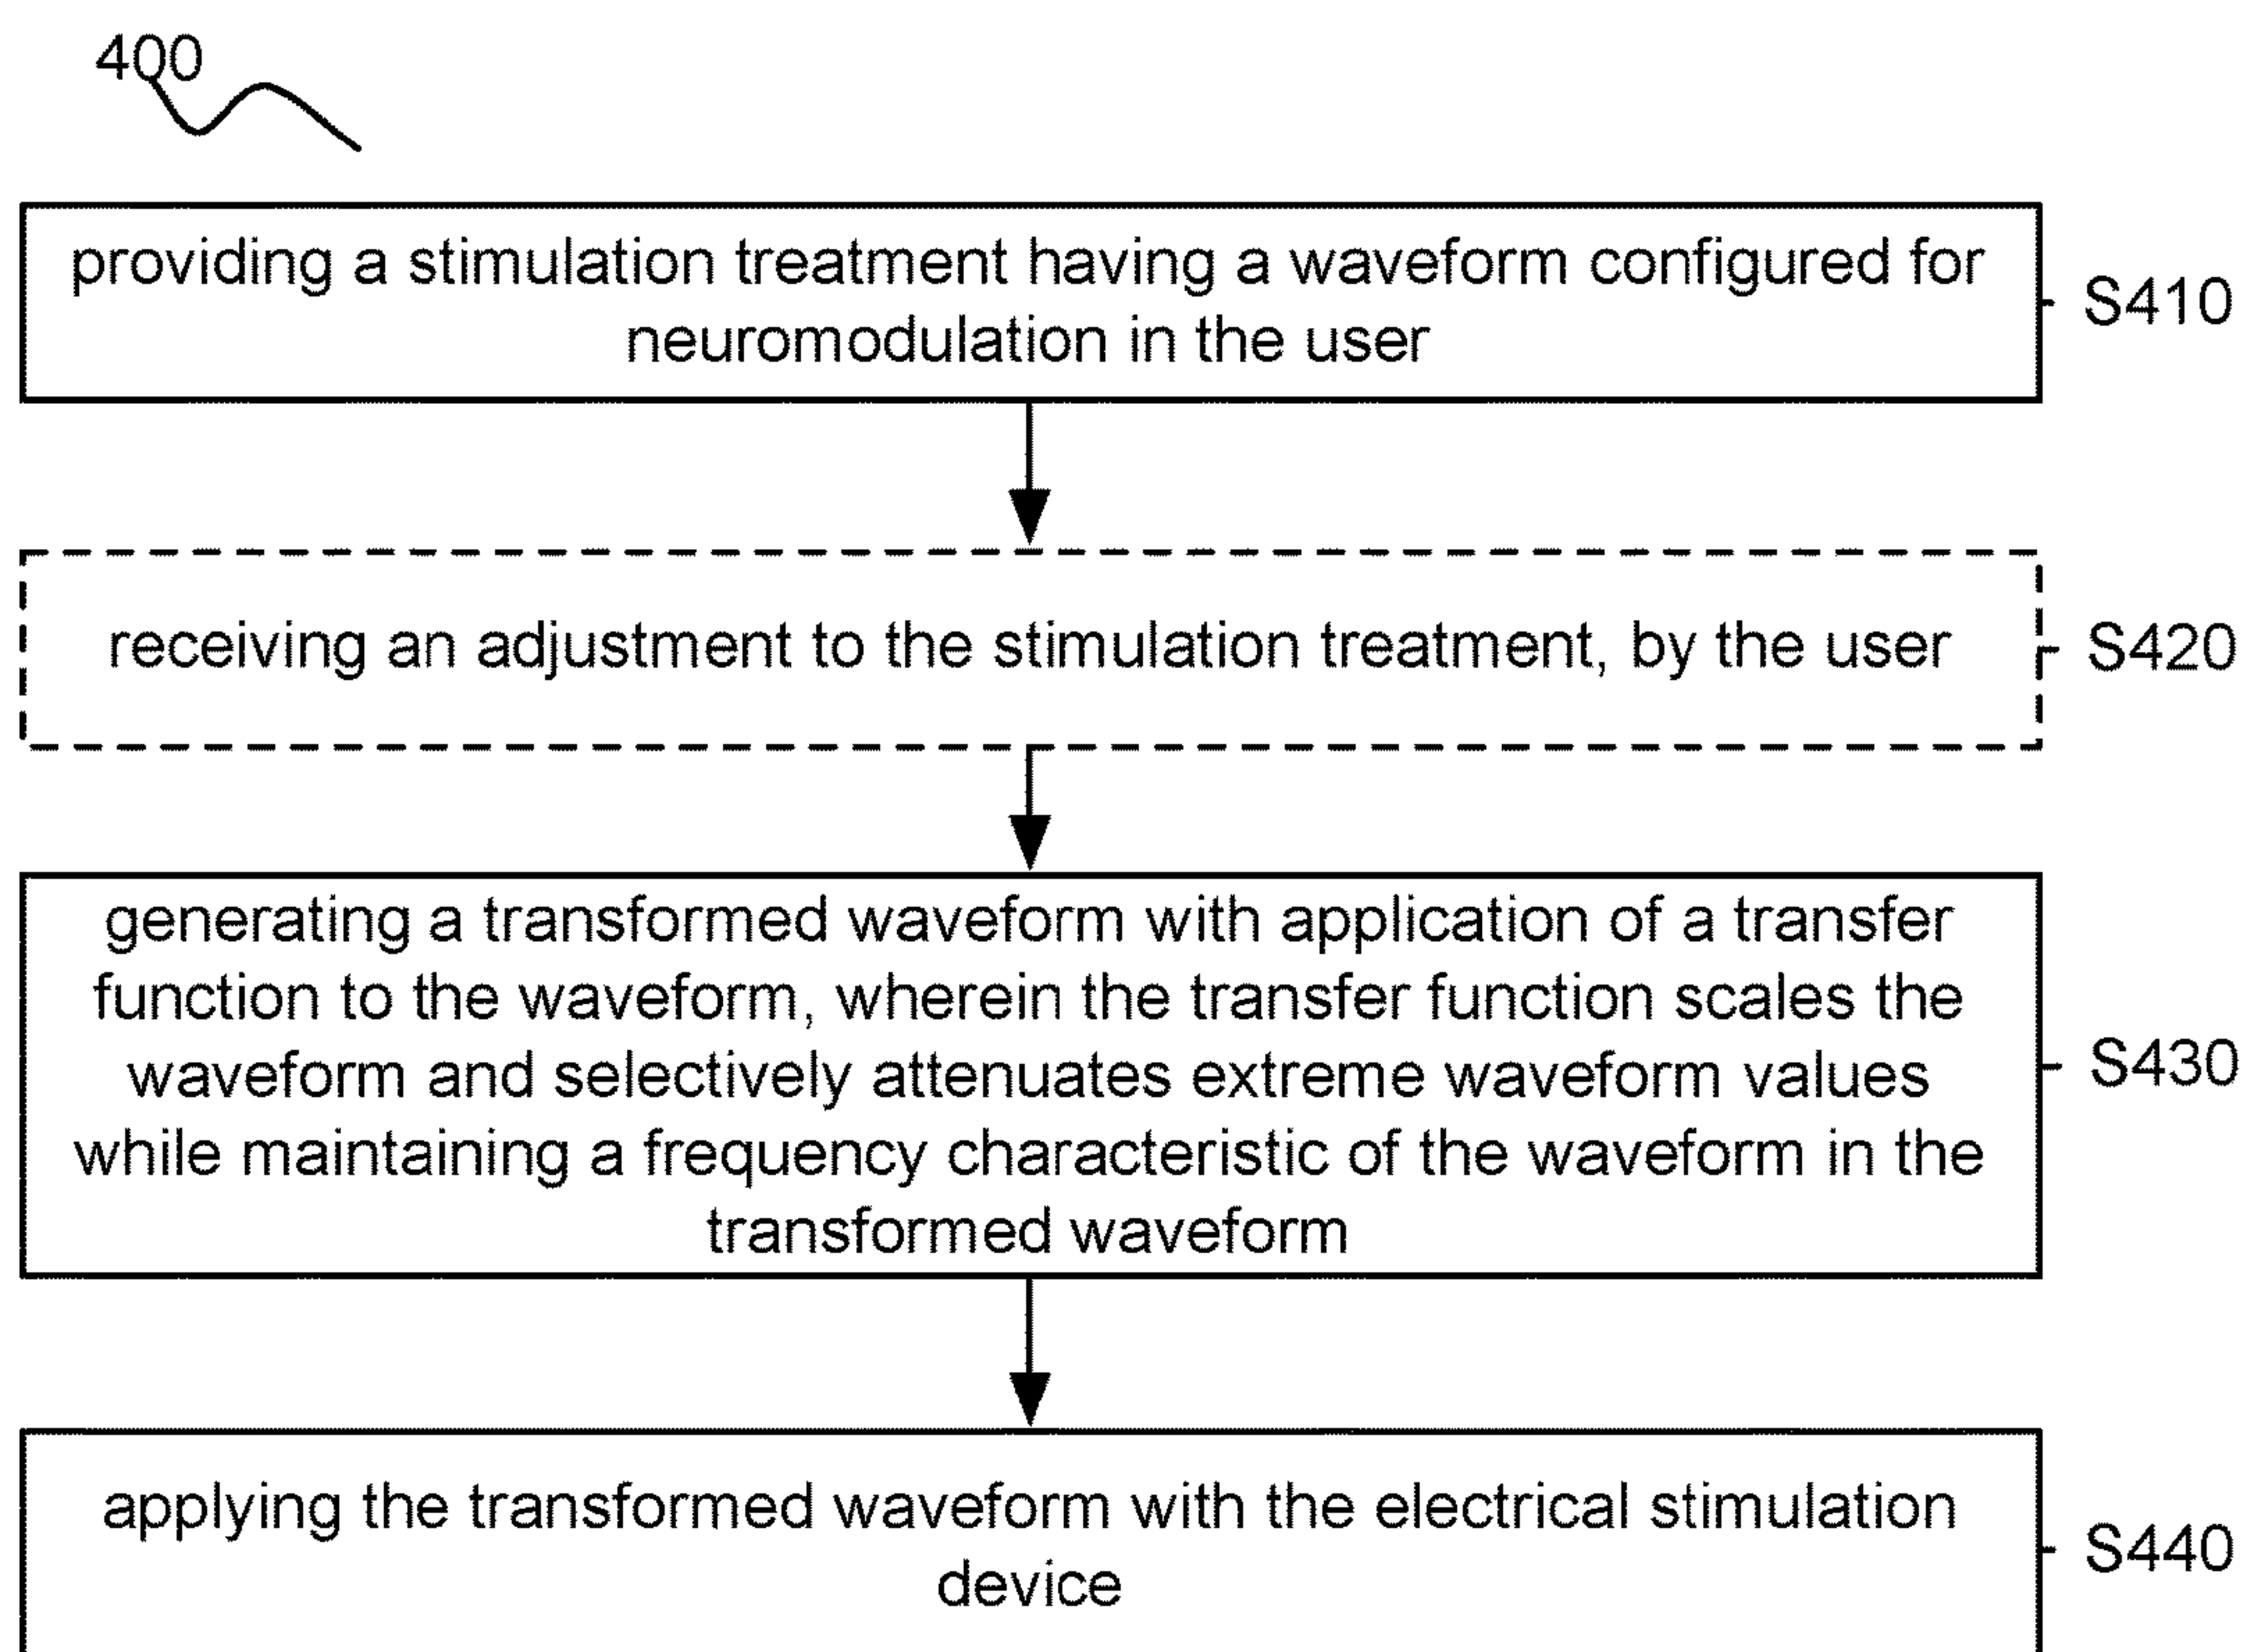 400
providing a stimulation treatment having a waveform configured for
neuromodulation in the user
S410
receiving an adjustment to the stimulation treatment, by the user
S420
generating a transformed waveform with application of a transfer
function to the waveform, wherein the transfer function scales the
waveform and selectively attenuates extreme waveform values
while maintaining a frequency characteristic of the waveform in the
transformed waveform
S430
applying the transformed waveform with the electrical stimulation
device
S440